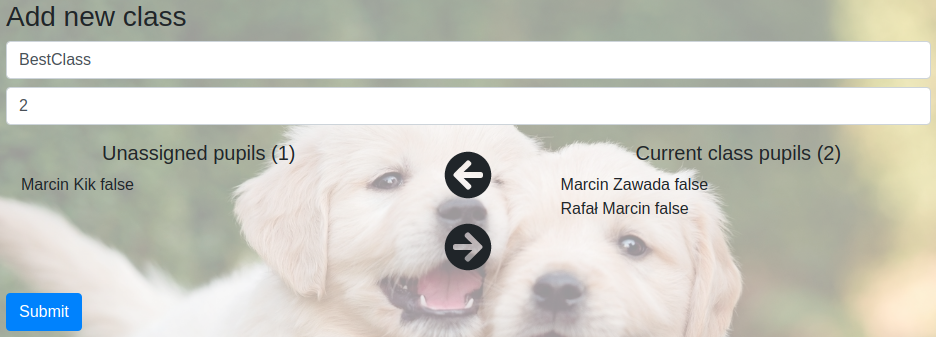 Add new class
BestClass
2
Unassigned pupils (1)
Marcin Kik false
Current class pupils (2)
Marcin Zawada false
Rafał Marcin false
Submit